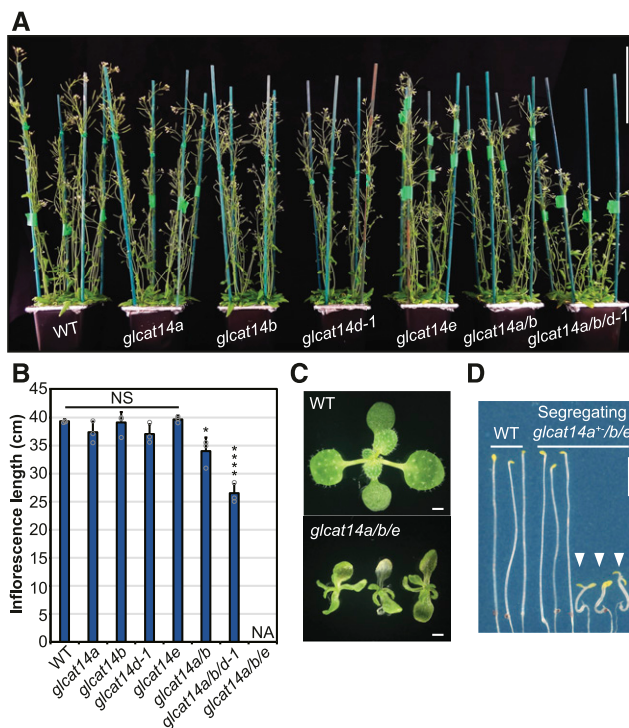 A
WT
glcat14a
glcat14b
glcat14d-1
glcat14e
glcat14a/b
glcat14a/b/d-1
B
Inflorescence length (cm)
45
40
35
30
25
20
15
10
5
0
NS
*
****
NA
WT
glcat14a
glcat14b
glcat14d-1
glcat14e
glcat14a/b
glcat14a/b/d-1
glcat14a/b/e
C
WT
glcat14a/b/e
D
WT
Segregating
glcat14a+-/b/e